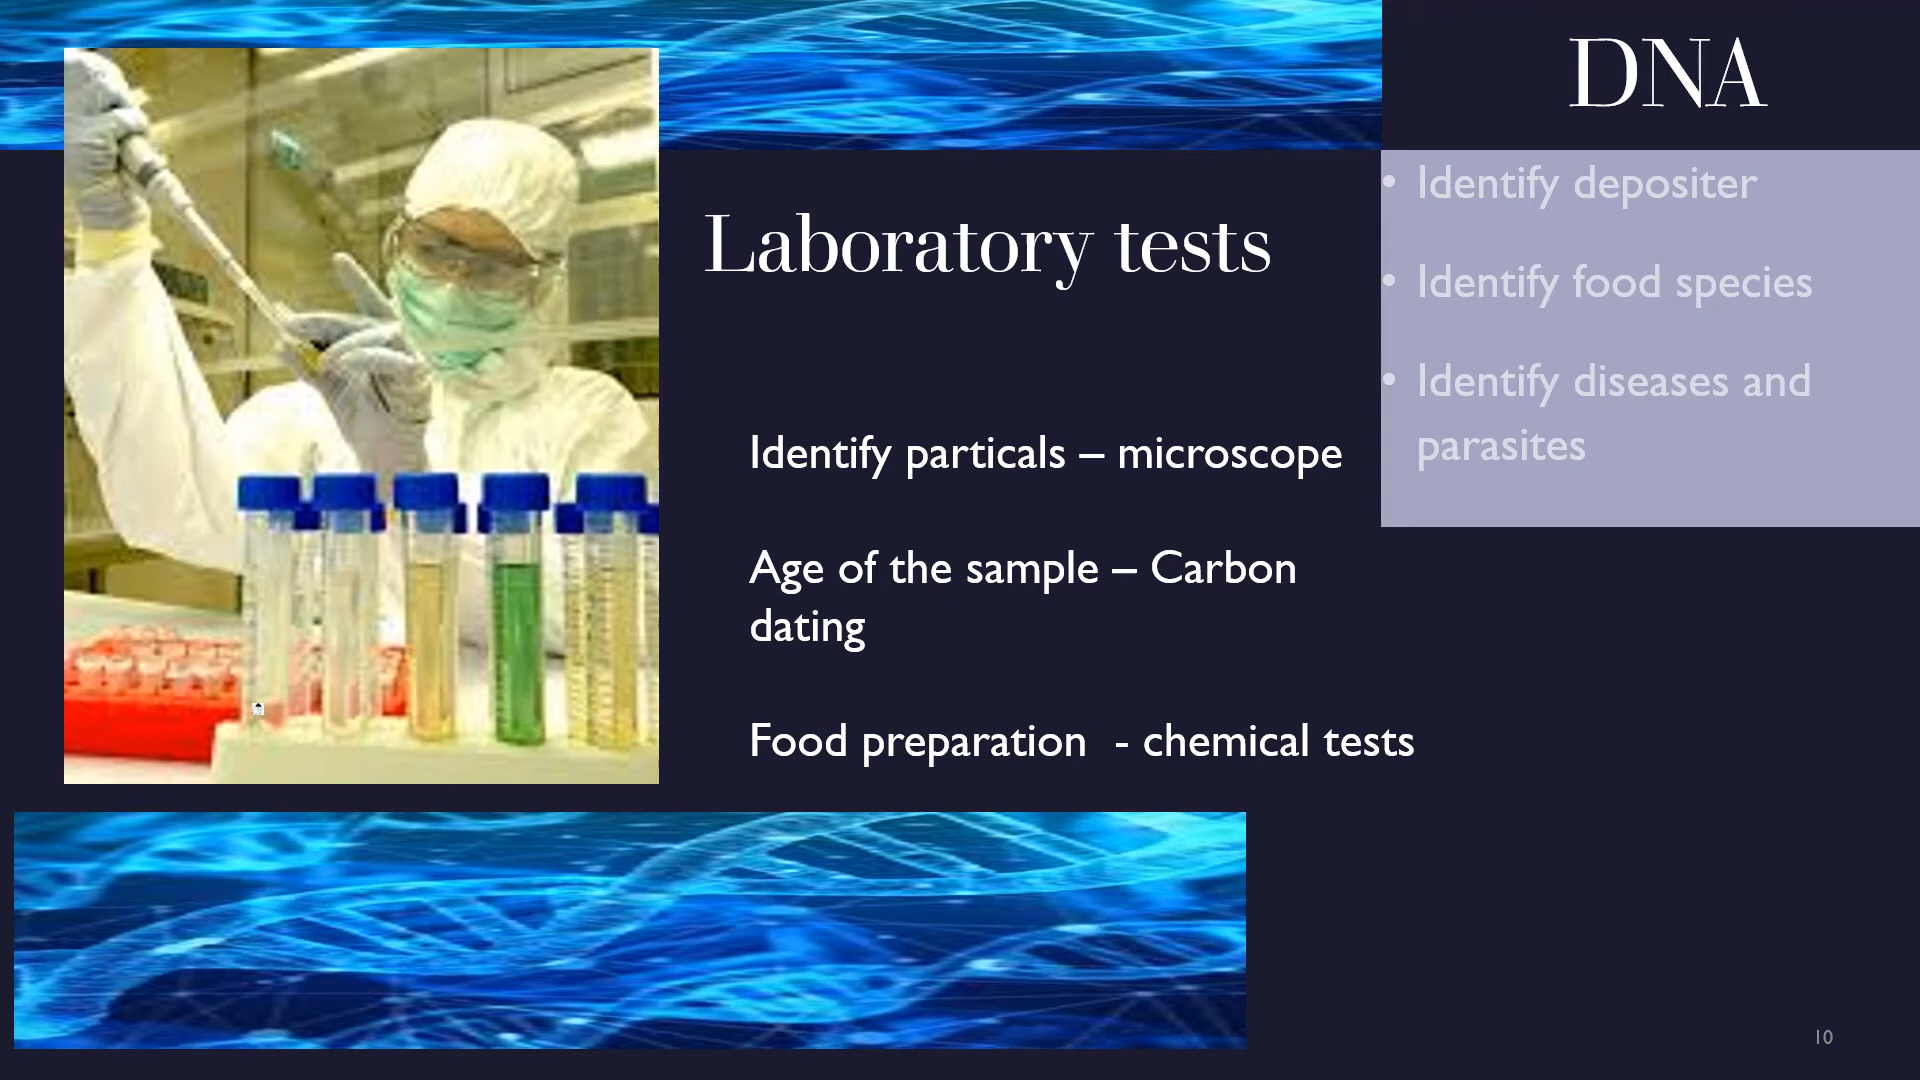 DNA
• Identify depositer
• Identify food species
• Identify diseases and
parasites
Laboratory tests
Identify particals – microscope
Age of the sample – Carbon
dating
Food preparation  - chemical tests
10